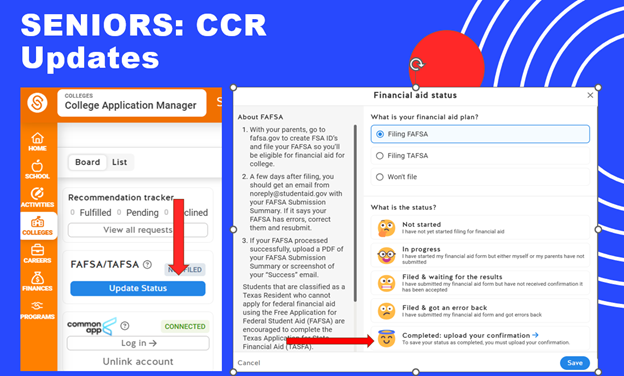 SENIORS: CCR
Updates
COLLEGES
College Application Manager
S
HOME
SCHOOL
ACTIVITIES
COLLEGES
CAREERS
FINANCES
PROGRAMS
Board List
Recommendation tracker
0 Fulfilled 0 Pending
View all requests
FAFSA/TAFSA ?
FILED
Update Status
common app ? CONNECTED
Log in →
Unlink account
Financial aid status ×
About FAFSA
1. With your parents, go to
fafsa.gov to create FSA ID's
and file your FAFSA so you'll
be eligible for financial aid for
college.
2. A few days after filing, you
should get an email from
noreply@studentaid.gov with
your FAFSA Submission
Summary. If it says your
FAFSA has errors, correct
them and resubmit.
3. If your FAFSA processed
successfully, upload a PDF of
your FAFSA Submission
Summary or screenshot of
your "Success" email.
Students that are classified as a
Texas Resident who cannot
apply for federal financial aid
using the Free Application for
Federal Student Aid (FAFSA) are
encouraged to complete the
Texas Application for State
Financial Aid (TASFA).
What is your financial aid plan?
Filing FAFSA
Filing TAFSA
Won't file
What is the status?
Not started
I have not yet started filing for financial aid
In progress
I have started my financial aid form but either myself or my parents have not
submitted
Filed & waiting for the results
I have submitted my financial aid form but have not received confirmation it
has been accepted
Filed & got an error back
I have submitted my financial aid form and got errors back
Completed: upload your confirmation →
To save your status as completed, you must upload your confirmation.
Cancel
Save